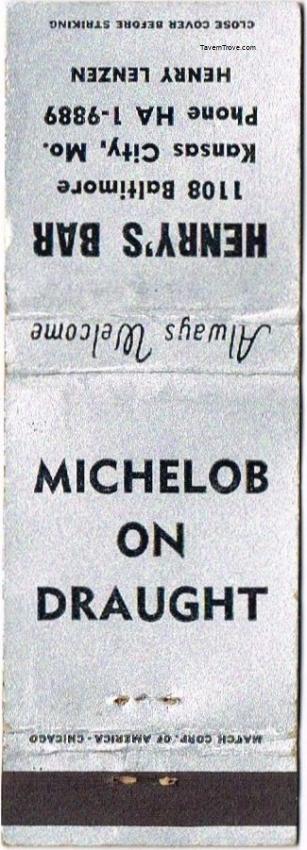 HENRY'S BAR
1108 Baltimore
Kansas City, Mo.
Phone HA 1-9889
HENRY LENZEN
CLOSE COVER BEFORE STRIKING
TavernTrove.com
Always Welcome
MICHELOB
ON
DRAUGHT
MATCH CORP. OF AMERICA - CHICAGO